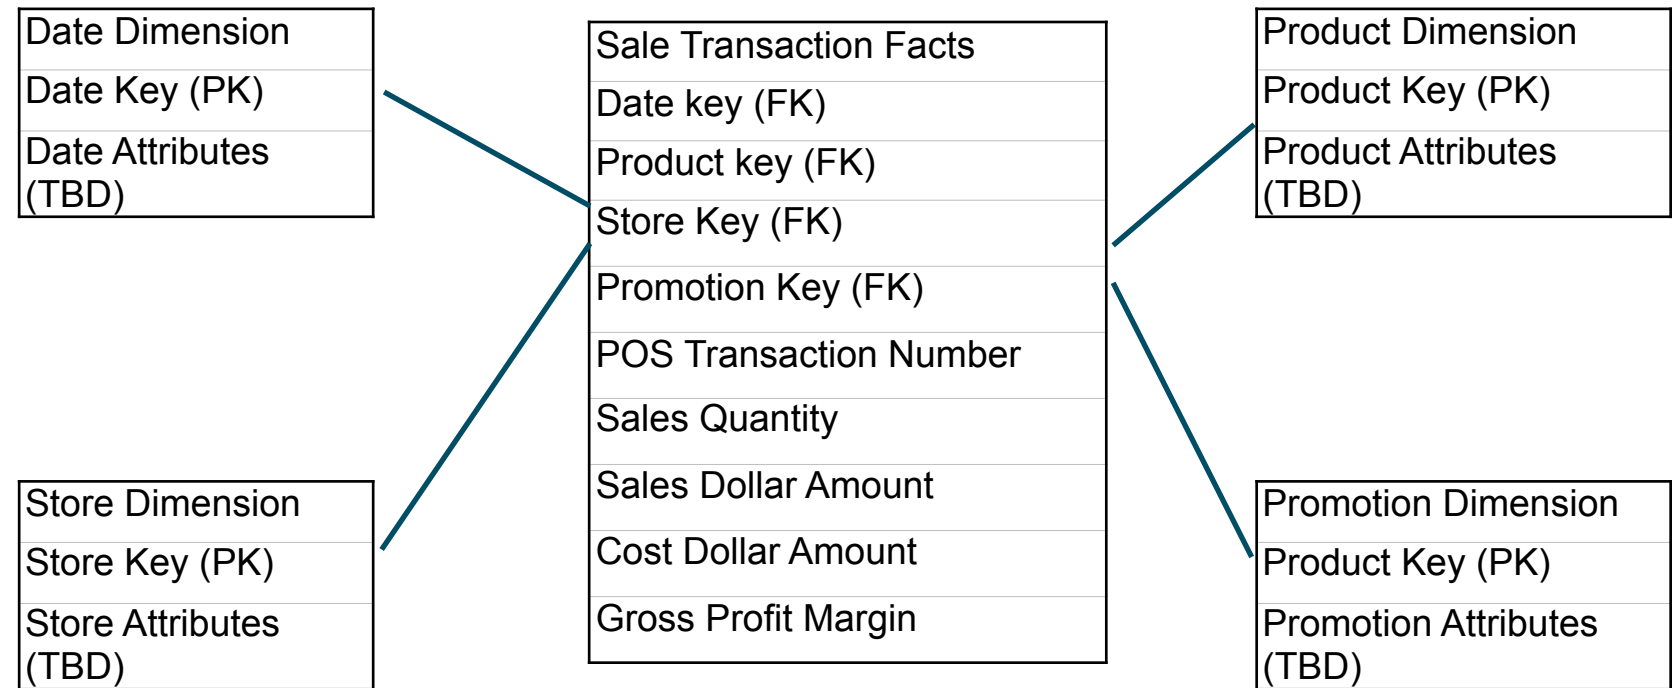 Date Dimension
Date Key (PK)
Date Attributes
(TBD)
Sale Transaction Facts
Date key (FK)
Product key (FK)
Store Key (FK)
Promotion Key (FK)
POS Transaction Number
Sales Quantity
Sales Dollar Amount
Cost Dollar Amount
Gross Profit Margin
Product Dimension
Product Key (PK)
Product Attributes
(TBD)
Store Dimension
Store Key (PK)
Store Attributes
(TBD)
Promotion Dimension
Product Key (PK)
Promotion Attributes
(TBD)